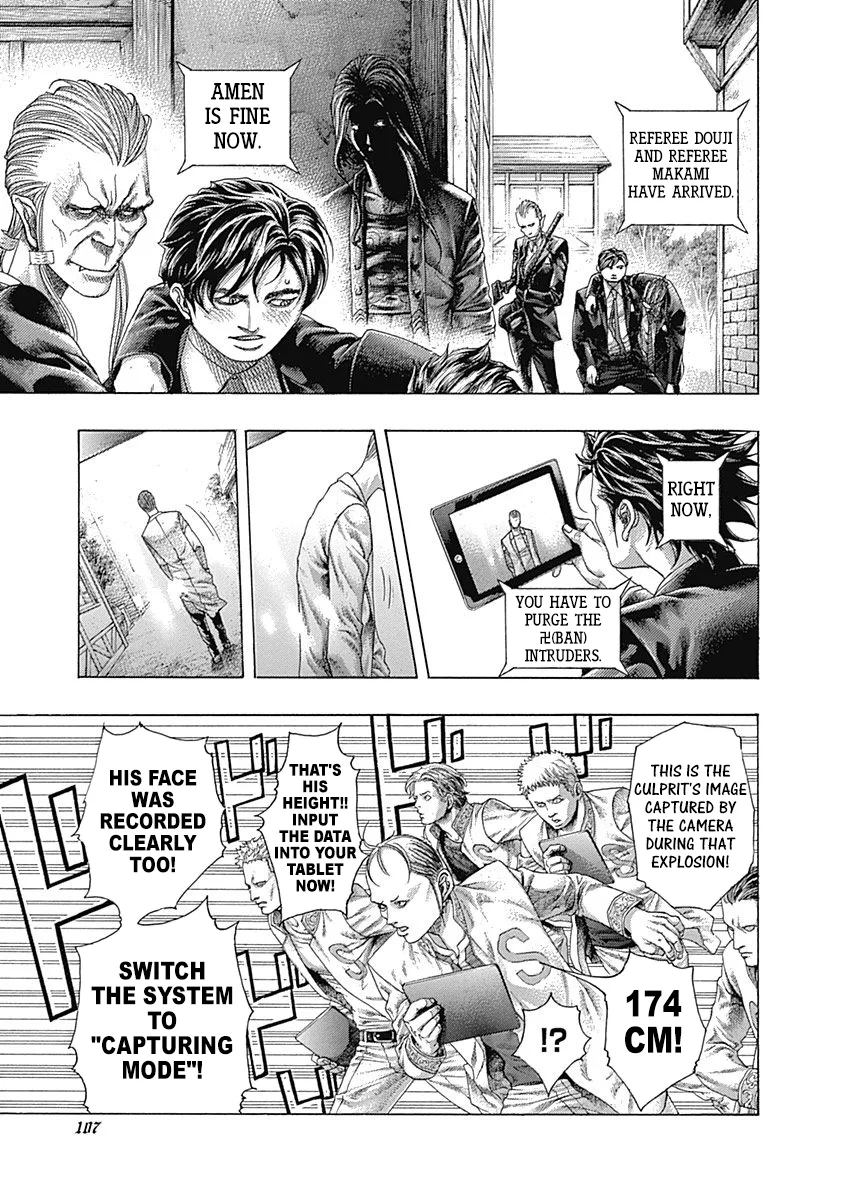 REFEREE DOUJI
AND REFEREE
MAKAMI
HAVE ARRIVED.
AMEN
IS FINE
NOW.
RIGHT
NOW,
YOU HAVE TO
PURGE THE
卍(BAN)
INTRUDERS.
THIS IS THE
CULPRIT'S IMAGE
CAPTURED BY
THE CAMERA
DURING THAT
EXPLOSION!
174
CM!
!?
THAT'S
HIS
HEIGHT!!
INPUT
THE DATA
INTO YOUR
TABLET
NOW!
HIS FACE
WAS
RECORDED
CLEARLY
TOO!
SWITCH
THE SYSTEM
TO
"CAPTURING
MODE"!
S
S
S
107